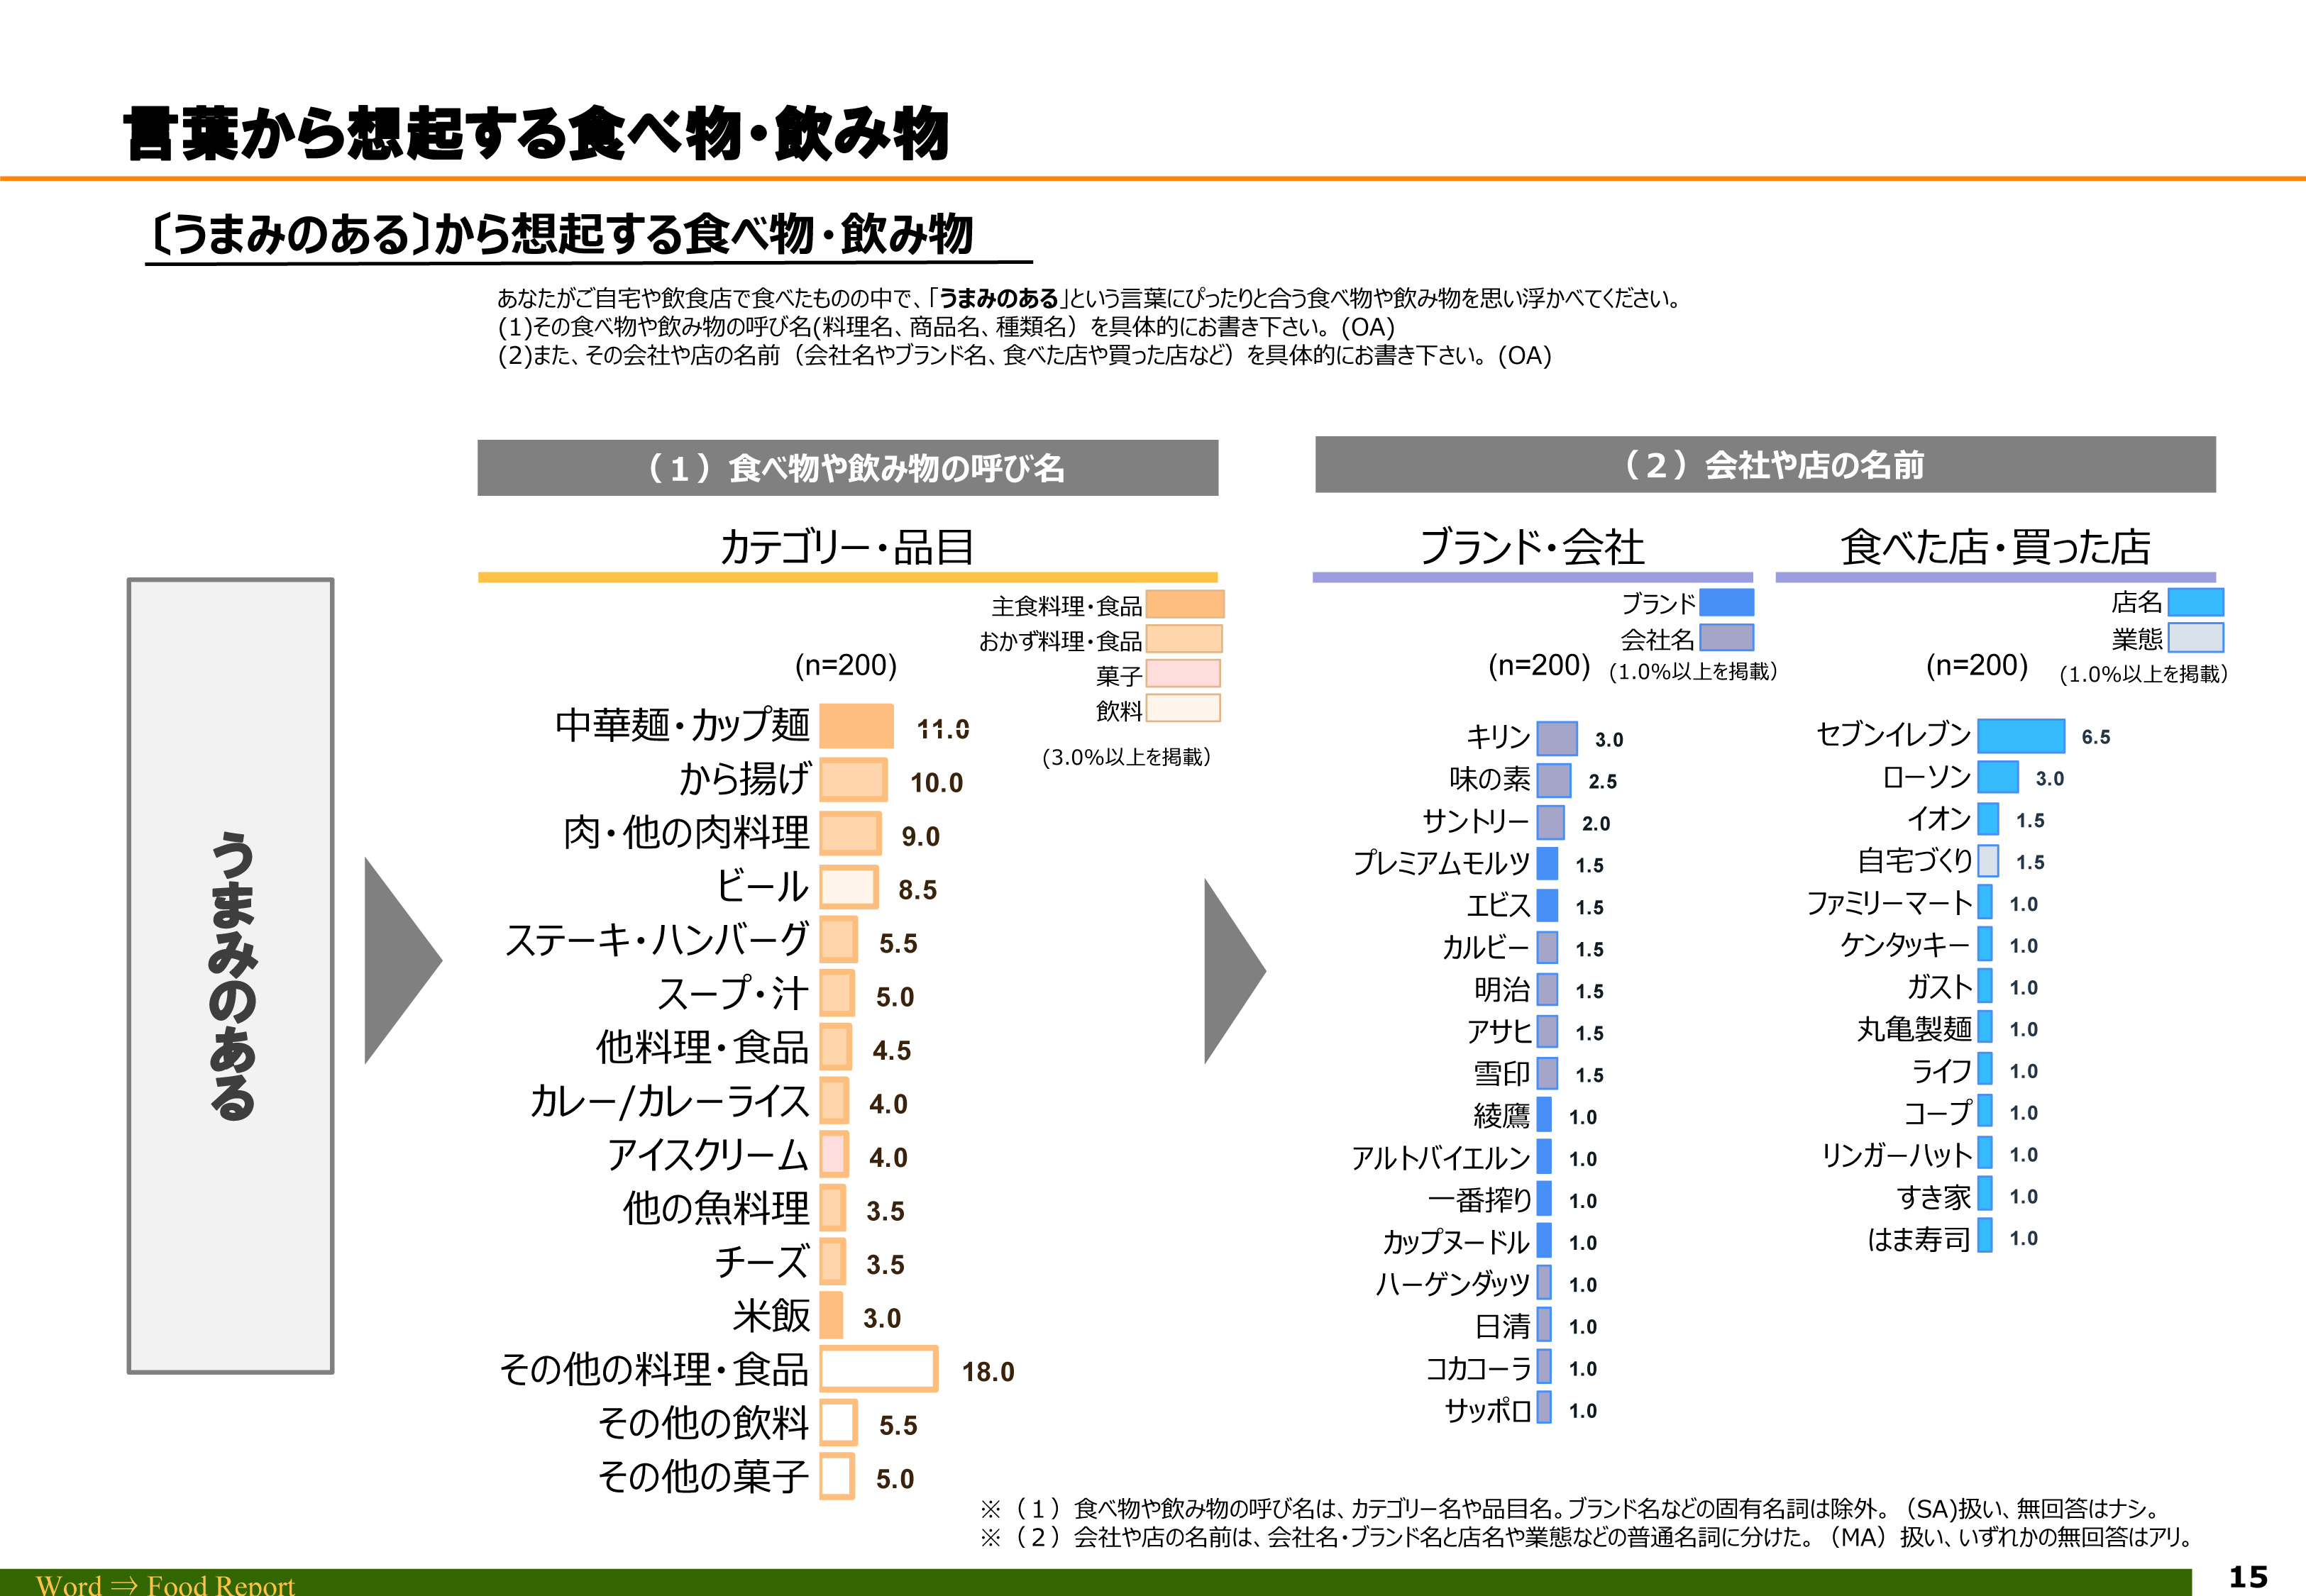 言葉から想起する食べ物・飲み物
〔うまみのある〕から想起する食べ物・飲み物
あなたがご自宅や飲食店で食べたものの中で、「うまみのある」という言葉にぴったりと合う食べ物や飲み物を思い浮かべてください。
(1)その食べ物や飲み物の呼び名(料理名、商品名、種類名）を具体的にお書き下さい。(OA)
(2)また、その会社や店の名前（会社名やブランド名、食べた店や買った店など）を具体的にお書き下さい。(OA)
うまみのある
（１）食べ物や飲み物の呼び名
カテゴリー・品目
主食料理・食品
おかず料理・食品
菓子
飲料
(n=200)
(3.0%以上を掲載)
中華麺・カップ麺 11.0
から揚げ 10.0
肉・他の肉料理 9.0
ビール 8.5
ステーキ・ハンバーグ 5.5
スープ・汁 5.0
他料理・食品 4.5
カレー/カレーライス 4.0
アイスクリーム 4.0
他の魚料理 3.5
チーズ 3.5
米飯 3.0
その他の料理・食品 18.0
その他の飲料 5.5
その他の菓子 5.0
（２）会社や店の名前
ブランド・会社
ブランド
会社名
(n=200) (1.0%以上を掲載)
キリン 3.0
味の素 2.5
サントリー 2.0
プレミアムモルツ 1.5
エビス 1.5
カルビー 1.5
明治 1.5
アサヒ 1.5
雪印 1.5
綾鷹 1.0
アルトバイエルン 1.0
一番搾り 1.0
カップヌードル 1.0
ハーゲンダッツ 1.0
日清 1.0
コカコーラ 1.0
サッポロ 1.0
食べた店・買った店
店名
業態
(n=200) (1.0%以上を掲載)
セブンイレブン 6.5
ローソン 3.0
イオン 1.5
自宅づくり 1.5
ファミリーマート 1.0
ケンタッキー 1.0
ガスト 1.0
丸亀製麺 1.0
ライフ 1.0
コープ 1.0
リンガーハット 1.0
すき家 1.0
はま寿司 1.0
※（１）食べ物や飲み物の呼び名は、カテゴリー名や品目名。ブランド名などの固有名詞は除外。（SA)扱い、無回答はナシ。
※（２）会社や店の名前は、会社名・ブランド名と店名や業態などの普通名詞に分けた。（MA）扱い、いずれかの無回答はアリ。
Word ⇒ Food Report
15